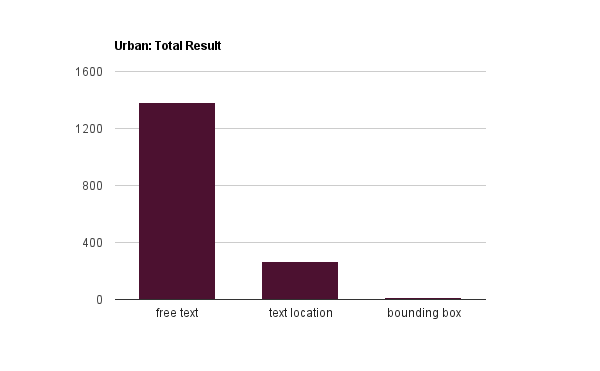 Urban: Total Result
1600
1200
800
400
0
free text
text location
bounding box